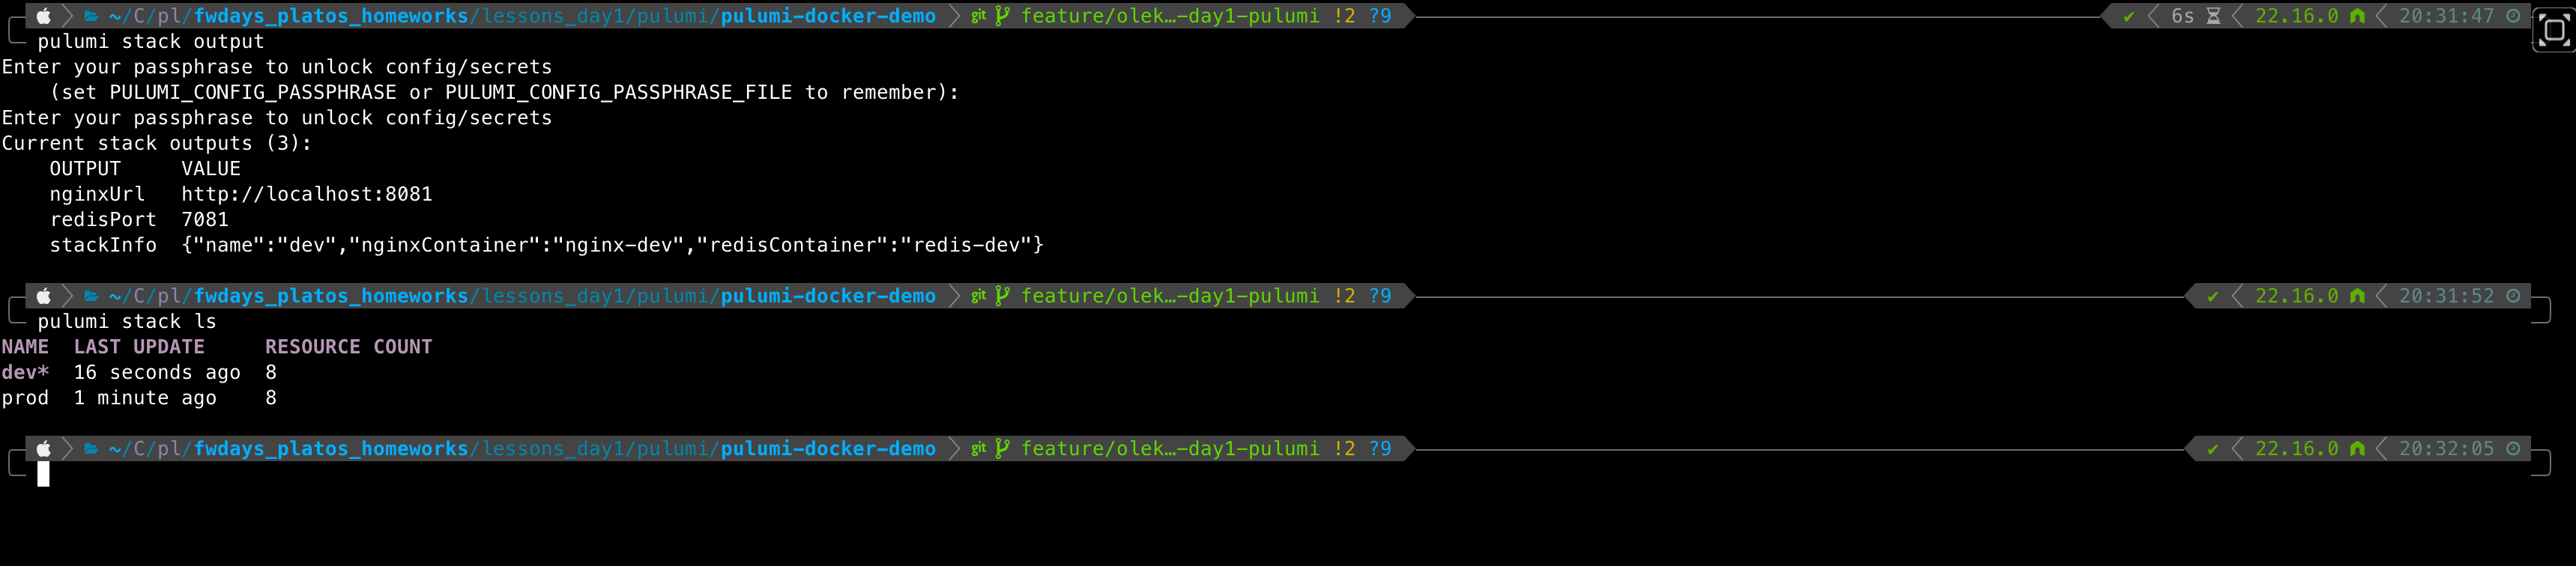 ~/C/pl/fwdays_platos_homeworks/lessons_day1/pulumi/pulumi-docker-demo git feature/olek…-day1-pulumi !2 ?9 ✔ 6s 22.16.0 20:31:47
pulumi stack output
Enter your passphrase to unlock config/secrets
(set PULUMI_CONFIG_PASSPHRASE or PULUMI_CONFIG_PASSPHRASE_FILE to remember):
Enter your passphrase to unlock config/secrets
Current stack outputs (3):
OUTPUT VALUE
nginxUrl http://localhost:8081
redisPort 7081
stackInfo {"name":"dev","nginxContainer":"nginx-dev","redisContainer":"redis-dev"}
~/C/pl/fwdays_platos_homeworks/lessons_day1/pulumi/pulumi-docker-demo git feature/olek…-day1-pulumi !2 ?9 ✔ 22.16.0 20:31:52
pulumi stack ls
NAME LAST UPDATE RESOURCE COUNT
dev* 16 seconds ago 8
prod 1 minute ago 8
~/C/pl/fwdays_platos_homeworks/lessons_day1/pulumi/pulumi-docker-demo git feature/olek…-day1-pulumi !2 ?9 ✔ 22.16.0 20:32:05